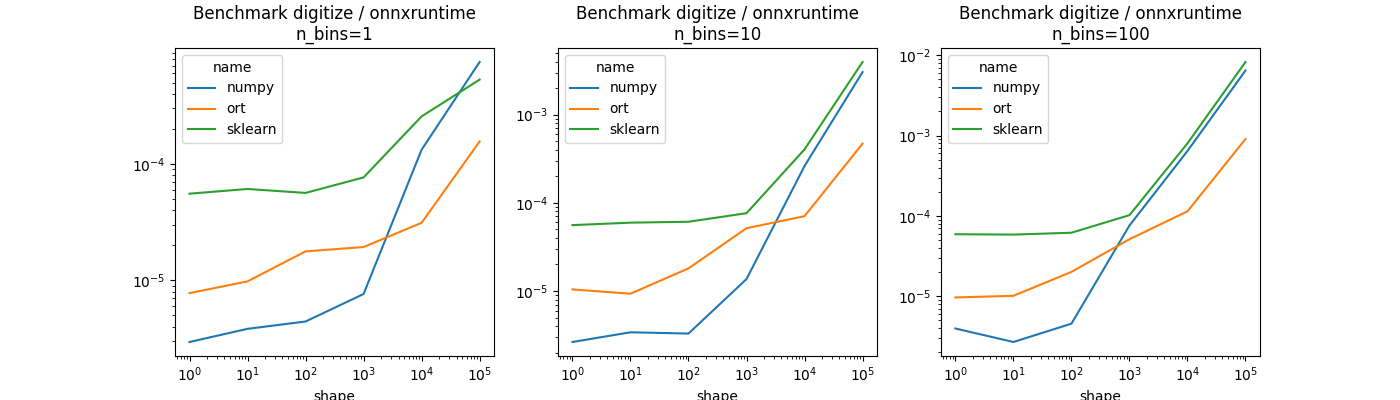 Benchmark digitize / onnxruntime
n_bins=1
name
numpy
ort
sklearn
10⁻⁴
10⁻⁵
10⁰ 10¹ 10² 10³ 10⁴ 10⁵
shape
Benchmark digitize / onnxruntime
n_bins=10
name
numpy
ort
sklearn
10⁻³
10⁻⁴
10⁻⁵
10⁰ 10¹ 10² 10³ 10⁴ 10⁵
shape
Benchmark digitize / onnxruntime
n_bins=100
name
numpy
ort
sklearn
10⁻²
10⁻³
10⁻⁴
10⁻⁵
10⁰ 10¹ 10² 10³ 10⁴ 10⁵
shape